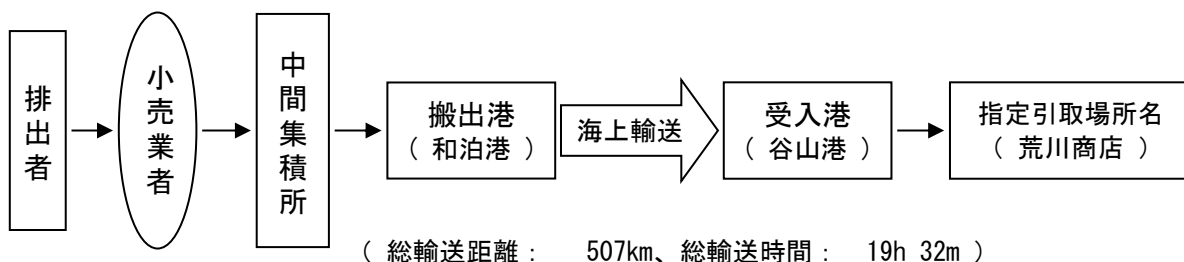 排出者
小売業者
中間集積所
搬出港
（ 和泊港 ）
海上輸送
受入港
（ 谷山港 ）
指定引取場所名
（ 荒川商店 ）
（ 総輸送距離： 507km、総輸送時間： 19h 32m ）